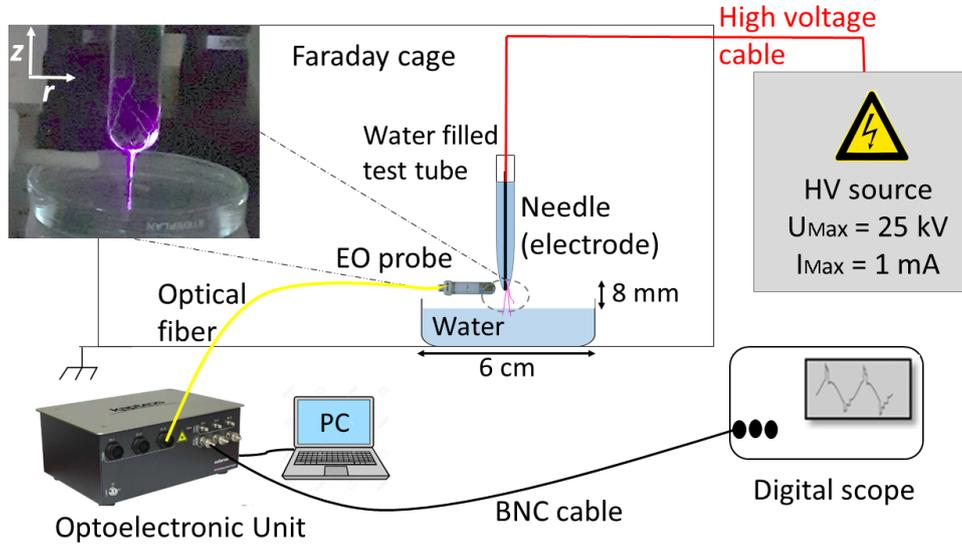 High voltage
cable
z
r
Faraday cage
Water filled
test tube
Needle
(electrode)
HV source
UMax = 25 kV
IMax = 1 mA
EO probe
Optical
fiber
8 mm
Water
6 cm
PC
Digital scope
BNC cable
Optoelectronic Unit